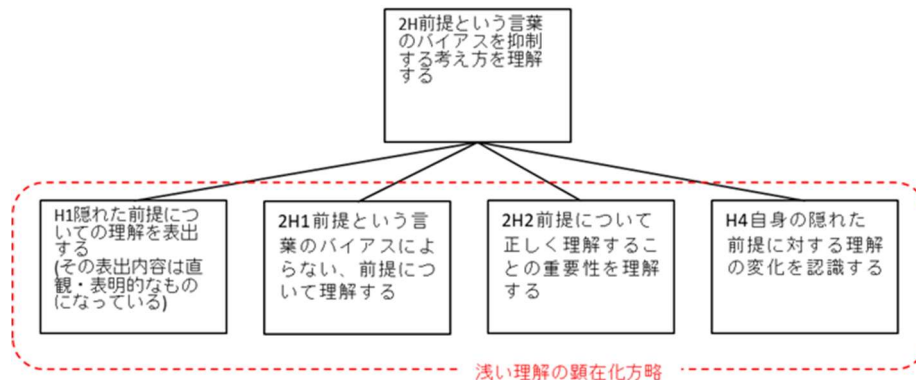 2H前提という言葉
のバイアスを抑制
する考え方を理解
する
H1隠れた前提につい
ての理解を表出
する
(その表出内容は直
観・表明的なもの
になっている)
2H1前提という言
葉のバイアスによ
らない、前提につ
いて理解する
2H2前提について
正しく理解するこ
との重要性を理解
する
H4自身の隠れた
前提に対する理解
の変化を認識する
浅い理解の顕在化方略